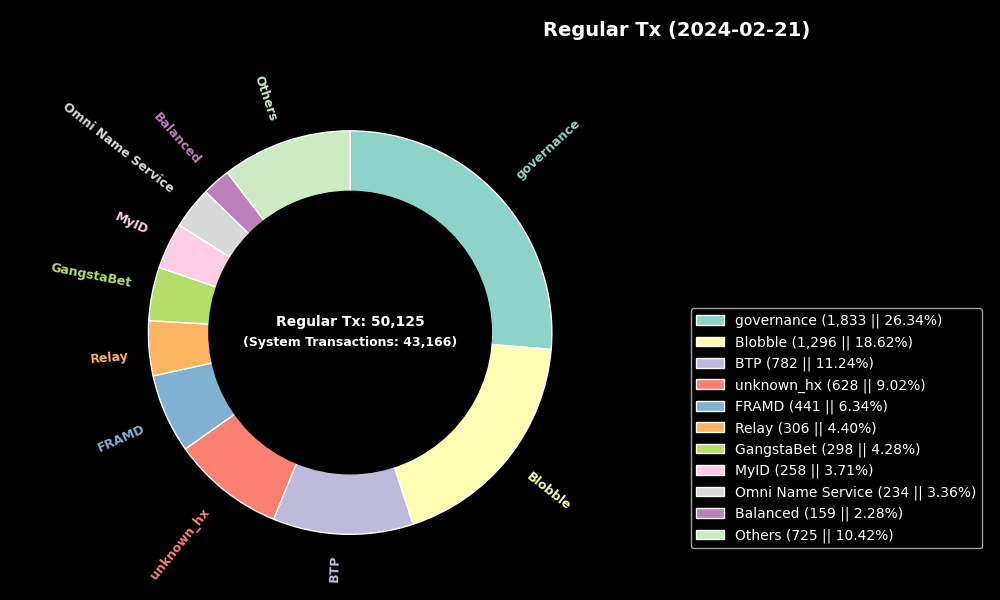 Regular Tx (2024-02-21)
Others
governance
Omni Name Service
Balanced
MyID
GangstaBet
Relay
FRAMD
unknown_hx
BTP
Blobble
Regular Tx: 50,125
(System Transactions: 43,166)
governance (1,833 || 26.34%)
Blobble (1,296 || 18.62%)
BTP (782 || 11.24%)
unknown_hx (628 || 9.02%)
FRAMD (441 || 6.34%)
Relay (306 || 4.40%)
GangstaBet (298 || 4.28%)
MyID (258 || 3.71%)
Omni Name Service (234 || 3.36%)
Balanced (159 || 2.28%)
Others (725 || 10.42%)